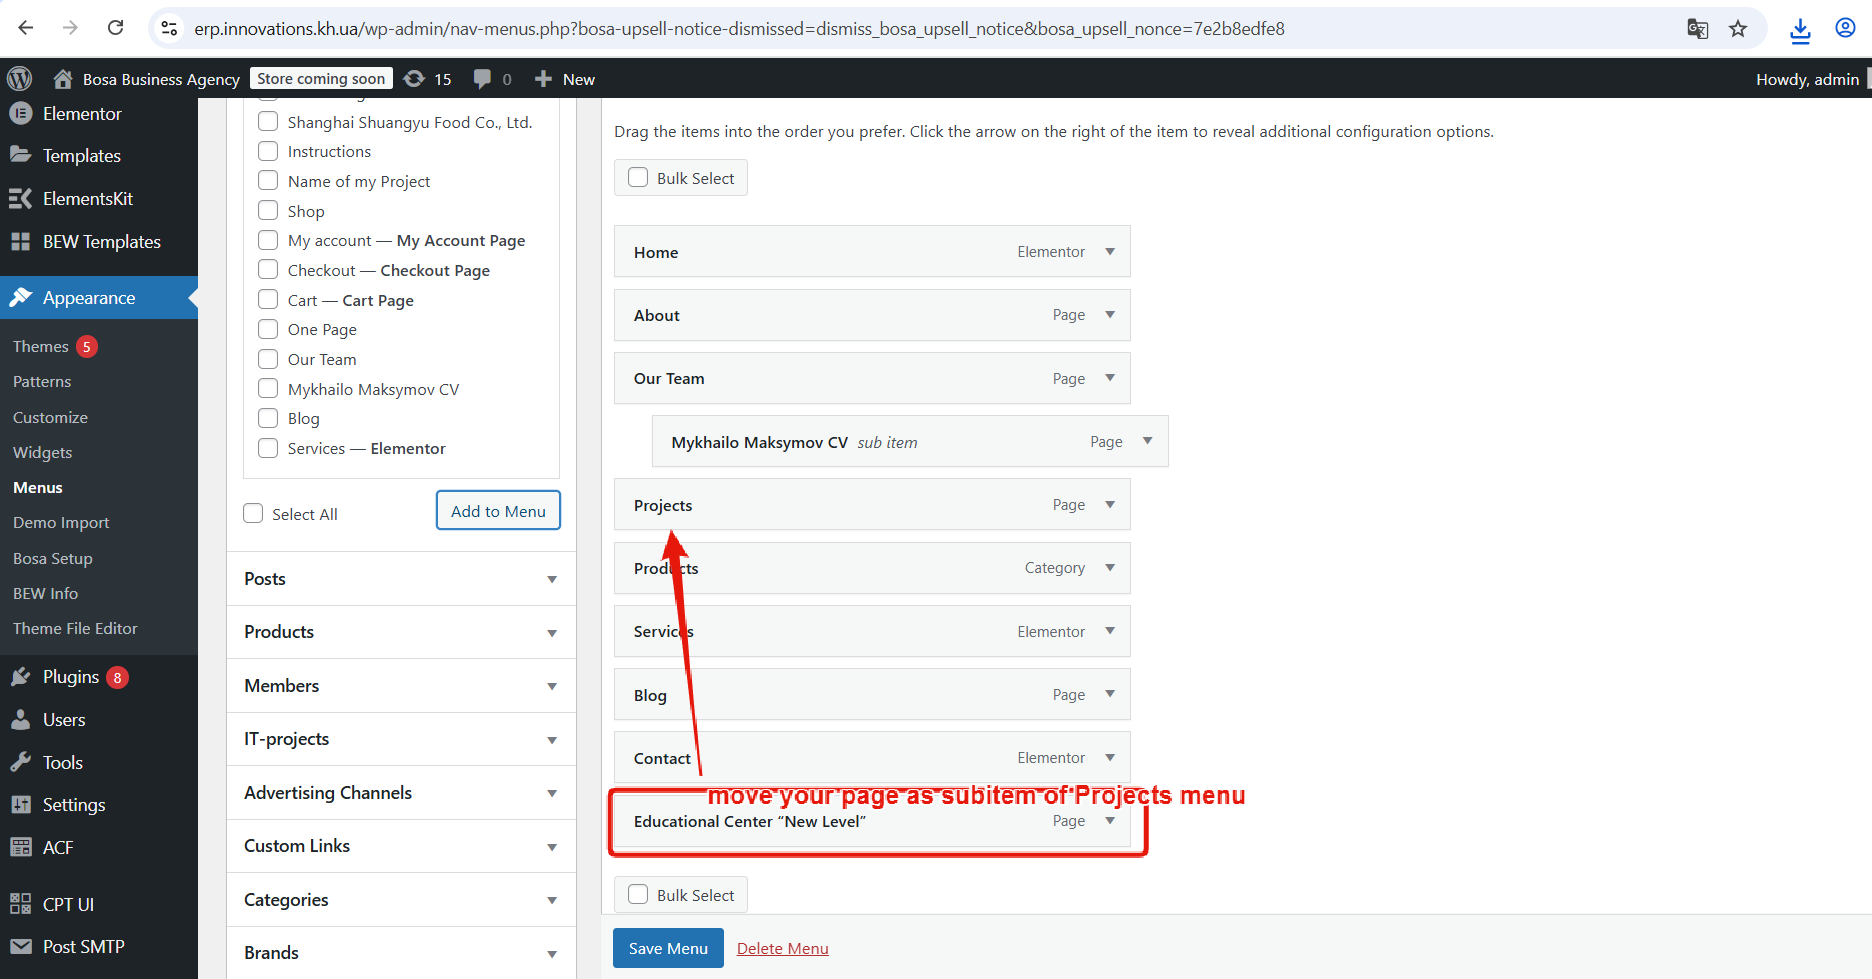 erp.innovations.kh.ua/wp-admin/nav-menus.php?bosa-upsell-notice-dismissed=dismiss_bosa_upsell_notice&bosa_upsell_nonce=7e2b8edfe8
Bosa Business Agency Store coming soon 15 0 New Howdy, admin
Elementor
Templates
ElementsKit
BEW Templates
Appearance
Themes 5
Patterns
Customize
Widgets
Menus
Demo Import
Bosa Setup
BEW Info
Theme File Editor
Plugins 8
Users
Tools
Settings
ACF
CPT UI
Post SMTP
Shanghai Shuangyu Food Co., Ltd.
Instructions
Name of my Project
Shop
My account — My Account Page
Checkout — Checkout Page
Cart — Cart Page
One Page
Our Team
Mykhailo Maksymov CV
Blog
Services — Elementor
Select All Add to Menu
Posts
Products
Members
IT-projects
Advertising Channels
Custom Links
Categories
Brands
Drag the items into the order you prefer. Click the arrow on the right of the item to reveal additional configuration options.
Bulk Select
Home Elementor
About Page
Our Team Page
Mykhailo Maksymov CV sub item Page
Projects Page
Products Category
Services Elementor
Blog Page
Contact Elementor
move your page as subitem of Projects menu
Educational Center “New Level” Page
Bulk Select
Save Menu Delete Menu